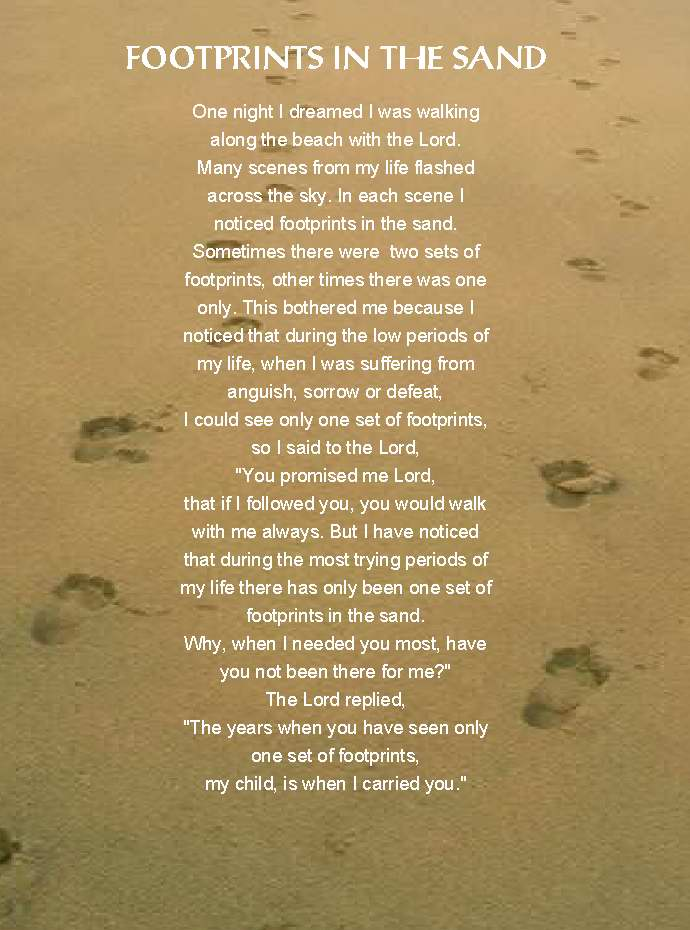 FOOTPRINTS IN THE SAND
One night I dreamed I was walking
along the beach with the Lord.
Many scenes from my life flashed
across the sky. In each scene I
noticed footprints in the sand.
Sometimes there were  two sets of
footprints, other times there was one
only. This bothered me because I
noticed that during the low periods of
my life, when I was suffering from
anguish, sorrow or defeat,
I could see only one set of footprints,
so I said to the Lord,
"You promised me Lord,
that if I followed you, you would walk
with me always. But I have noticed
that during the most trying periods of
my life there has only been one set of
footprints in the sand.
Why, when I needed you most, have
you not been there for me?"
The Lord replied,
"The years when you have seen only
one set of footprints,
my child, is when I carried you."